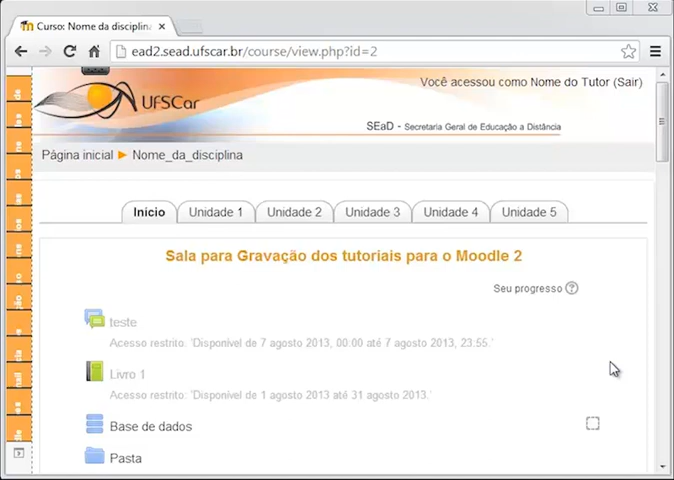 Curso: Nome da disciplin
ead2.sead.ufscar.br/course/view.php?id=2
Você acessou como Nome do Tutor (Sair)
UFSCar
SEaD - Secretaria Geral de Educação a Distância
Página inicial ► Nome_da_disciplina
Início Unidade 1 Unidade 2 Unidade 3 Unidade 4 Unidade 5
Sala para Gravação dos tutoriais para o Moodle 2
Seu progresso ?
teste
Acesso restrito: 'Disponível de 7 agosto 2013, 00:00 até 7 agosto 2013, 23:55.'
Livro 1
Acesso restrito: 'Disponível de 1 agosto 2013 até 31 agosto 2013.'
Base de dados
Pasta